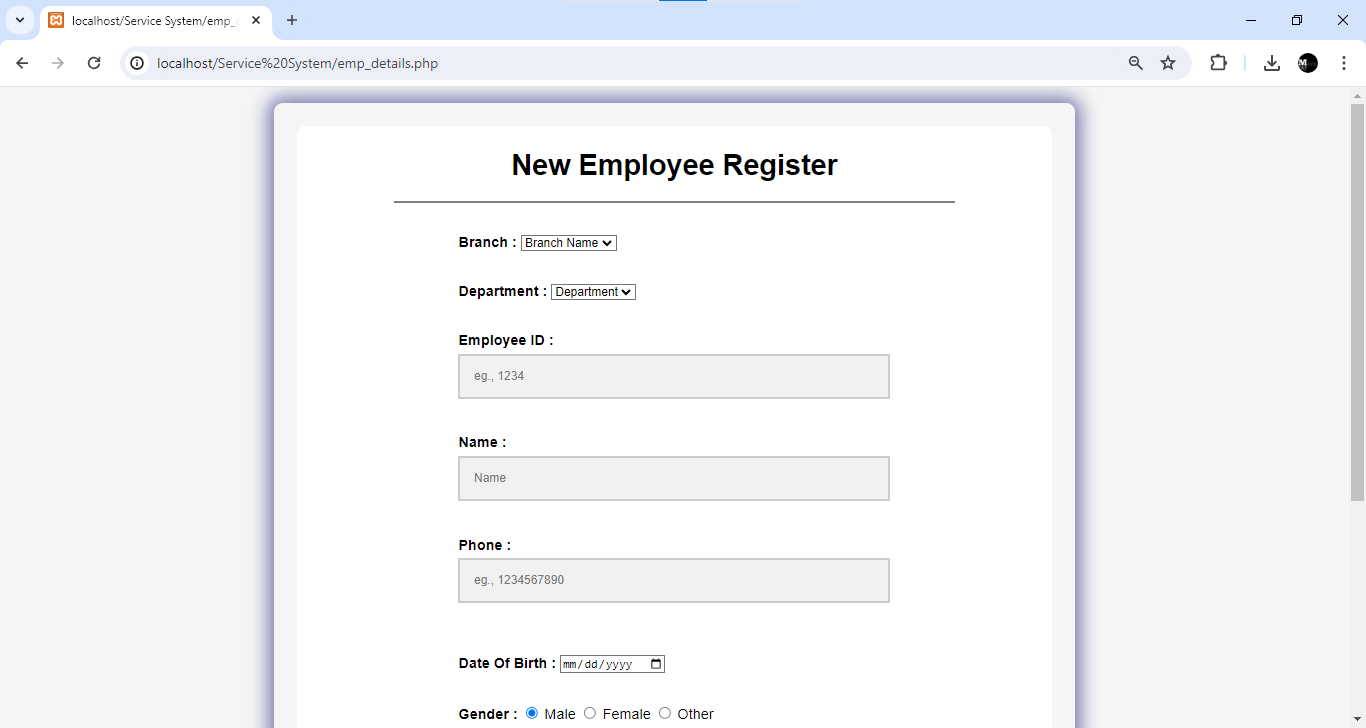 localhost/Service System/emp_
localhost/Service%20System/emp_details.php
New Employee Register
Branch : Branch Name
Department : Department
Employee ID :
eg., 1234
Name :
Name
Phone :
eg., 1234567890
Date Of Birth : mm/dd/yyyy
Gender : Male Female Other